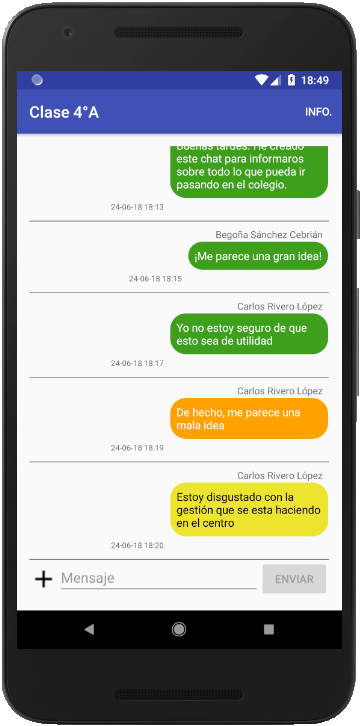 18:49
Clase 4°A
INFO.
Buenas tardes. He creado
este chat para informaros
sobre todo lo que pueda ir
pasando en el colegio.
24-06-18 18:13
Begoña Sánchez Cebrián
¡Me parece una gran idea!
24-06-18 18:15
Carlos Rivero López
Yo no estoy seguro de que
esto sea de utilidad
24-06-18 18:17
Carlos Rivero López
De hecho, me parece una
mala idea
24-06-18 18:19
Carlos Rivero López
Estoy disgustado con la
gestión que se esta haciendo
en el centro
24-06-18 18:20
Mensaje
ENVIAR